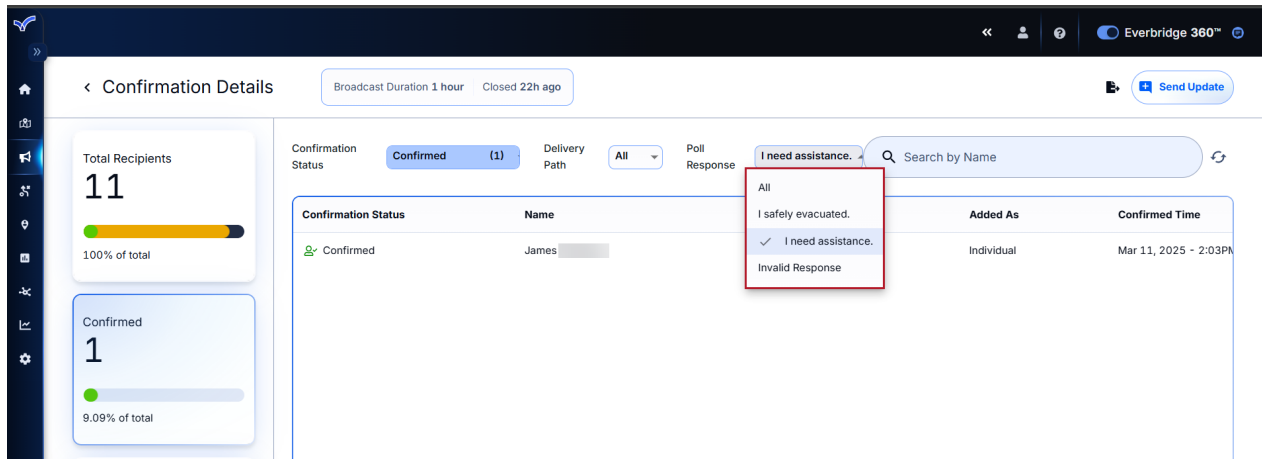 Everbridge 360™
Confirmation Details
Broadcast Duration 1 hour Closed 22h ago
Send Update
Total Recipients
11
100% of total
Confirmed
1
9.09% of total
Confirmation Status
Confirmed (1)
Delivery Path
All
Poll Response
I need assistance.
Search by Name
All
I safely evacuated.
I need assistance.
Invalid Response
Confirmation Status Name Added As Confirmed Time
Confirmed James Individual Mar 11, 2025 - 2:03PM